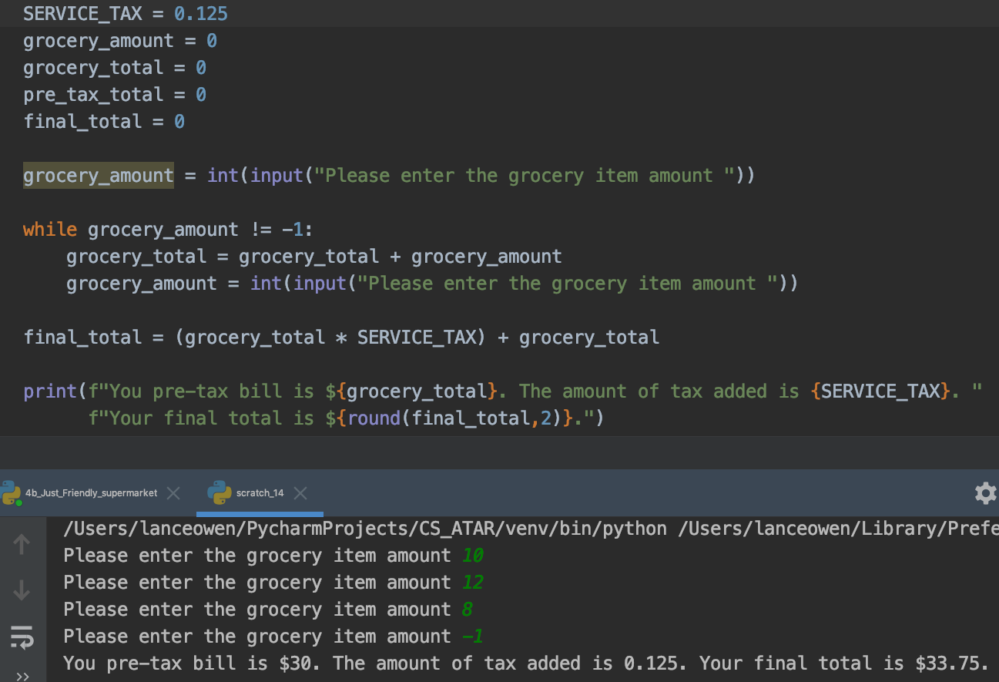 SERVICE_TAX = 0.125
grocery_amount = 0
grocery_total = 0
pre_tax_total = 0
final_total = 0
grocery_amount = int(input("Please enter the grocery item amount "))
while grocery_amount != -1:
    grocery_total = grocery_total + grocery_amount
    grocery_amount = int(input("Please enter the grocery item amount "))
final_total = (grocery_total * SERVICE_TAX) + grocery_total
print(f"You pre-tax bill is ${grocery_total}. The amount of tax added is {SERVICE_TAX}. "
      f"Your final total is ${round(final_total,2)}.")
4b_Just_Friendly_supermarket scratch_14
/Users/lanceowen/PycharmProjects/CS_ATAR/venv/bin/python /Users/lanceowen/Library/Prefe
Please enter the grocery item amount 10
Please enter the grocery item amount 12
Please enter the grocery item amount 8
Please enter the grocery item amount -1
You pre-tax bill is $30. The amount of tax added is 0.125. Your final total is $33.75.